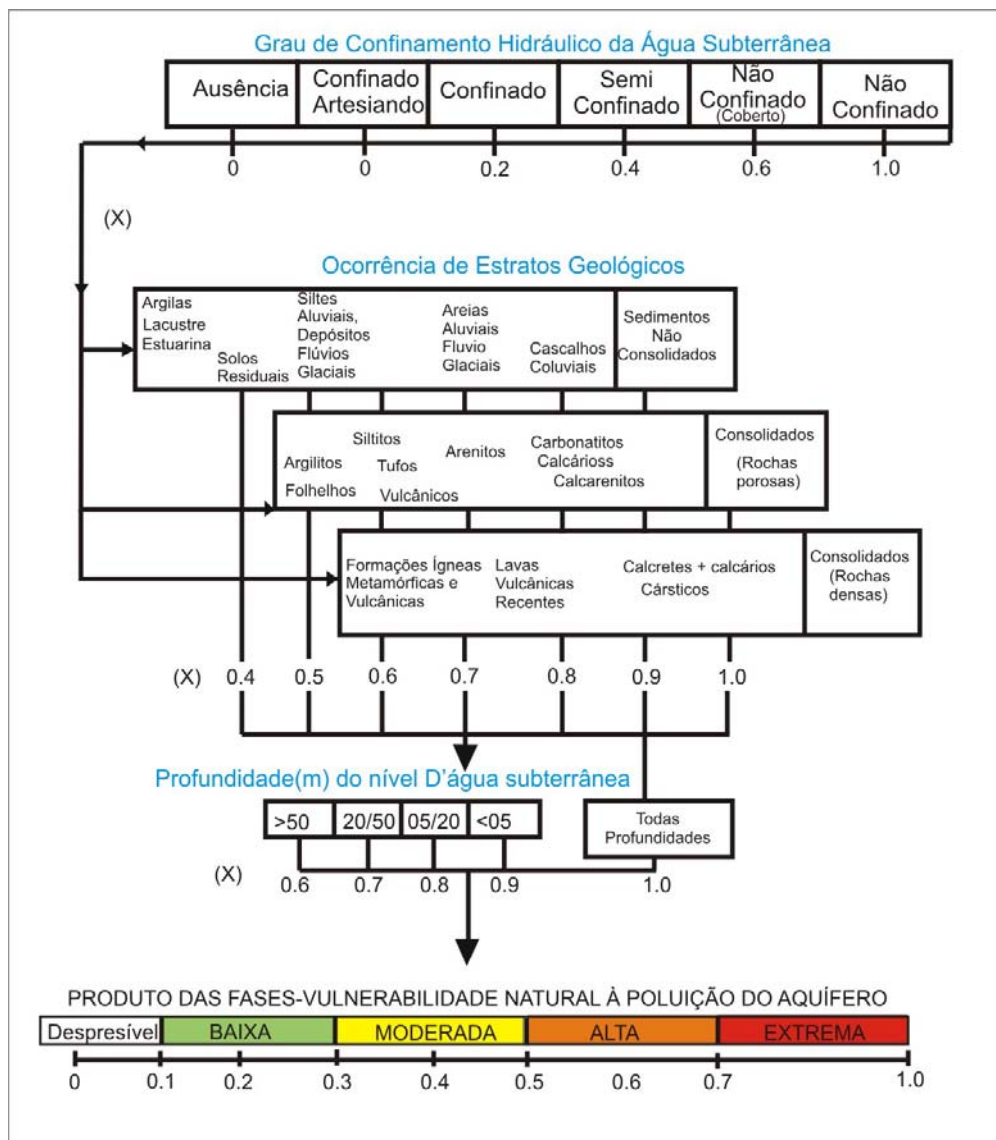 Grau de Confinamento Hidráulico da Água Subterrânea
Ausência
Confinado
Artesiando
Confinado
Semi
Confinado
Não
Confinado
(Coberto)
Não
Confinado
0 0 0.2 0.4 0.6 1.0
(X)
Ocorrência de Estratos Geológicos
Argilas
Lacustre
Estuarina
Solos
Residuais
Siltes
Aluviais,
Depósitos
Flúvios
Glaciais
Areias
Aluviais
Fluvio
Glaciais
Cascalhos
Coluviais
Sedimentos
Não
Consolidados
Argilitos
Folhelhos
Siltitos
Tufos
Vulcânicos
Arenitos
Carbonatitos
Calcárioss
Calcarenitos
Consolidados
(Rochas
porosas)
Formações Ígneas
Metamórficas e
Vulcânicas
Lavas
Vulcânicas
Recentes
Calcretes + calcários
Cársticos
Consolidados
(Rochas
densas)
(X) 0.4 0.5 0.6 0.7 0.8 0.9 1.0
Profundidade(m) do nível D'água subterrânea
>50 20/50 05/20 <05
Todas
Profundidades
(X)
0.6 0.7 0.8 0.9 1.0
PRODUTO DAS FASES-VULNERABILIDADE NATURAL À POLUIÇÃO DO AQUÍFERO
Despresível BAIXA MODERADA ALTA EXTREMA
0 0.1 0.2 0.3 0.4 0.5 0.6 0.7 1.0